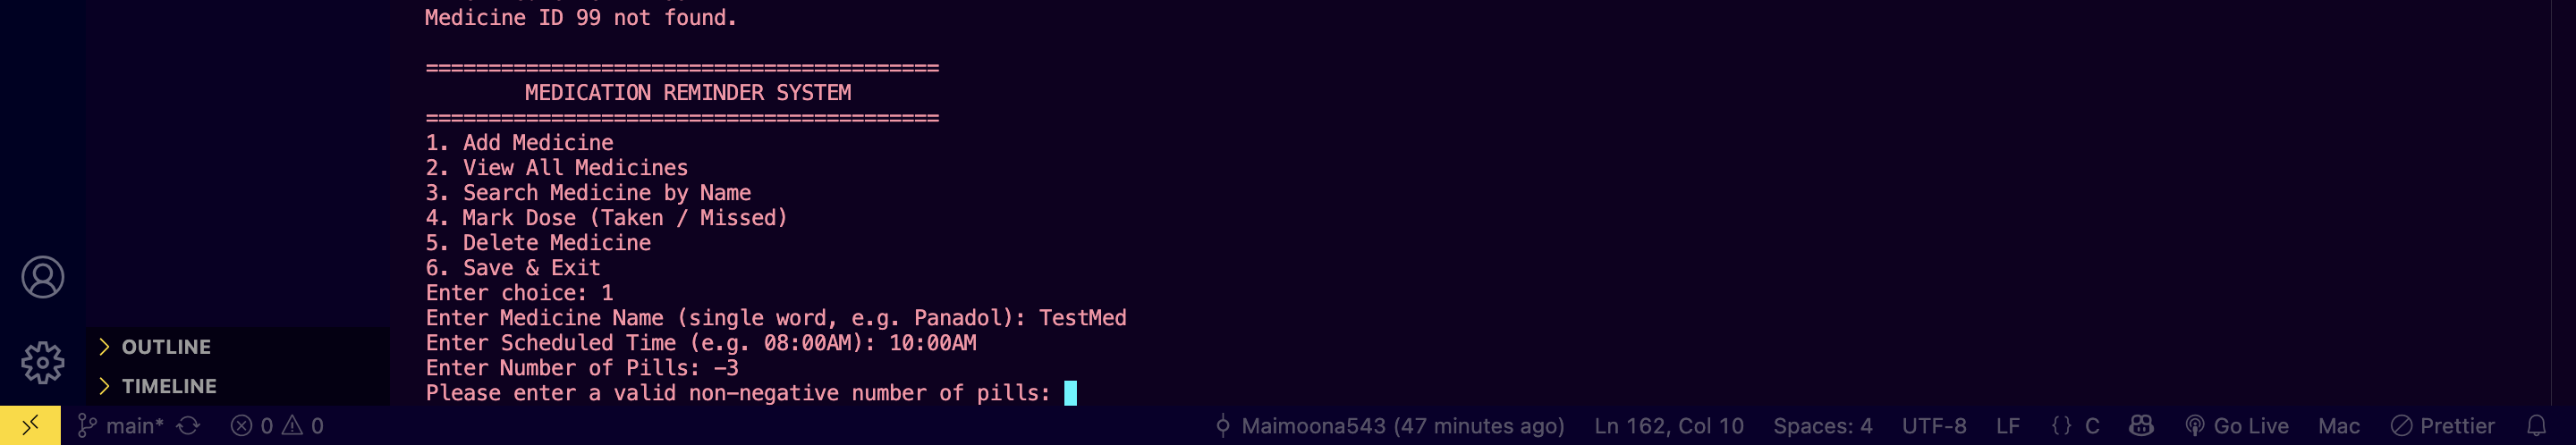 Medicine ID 99 not found.
=========================================
MEDICATION REMINDER SYSTEM
=========================================
1. Add Medicine
2. View All Medicines
3. Search Medicine by Name
4. Mark Dose (Taken / Missed)
5. Delete Medicine
6. Save & Exit
Enter choice: 1
Enter Medicine Name (single word, e.g. Panadol): TestMed
Enter Scheduled Time (e.g. 08:00AM): 10:00AM
Enter Number of Pills: -3
Please enter a valid non-negative number of pills:
OUTLINE
TIMELINE
main* 0 0 Maimoona543 (47 minutes ago) Ln 162, Col 10 Spaces: 4 UTF-8 LF {} C Go Live Mac Prettier